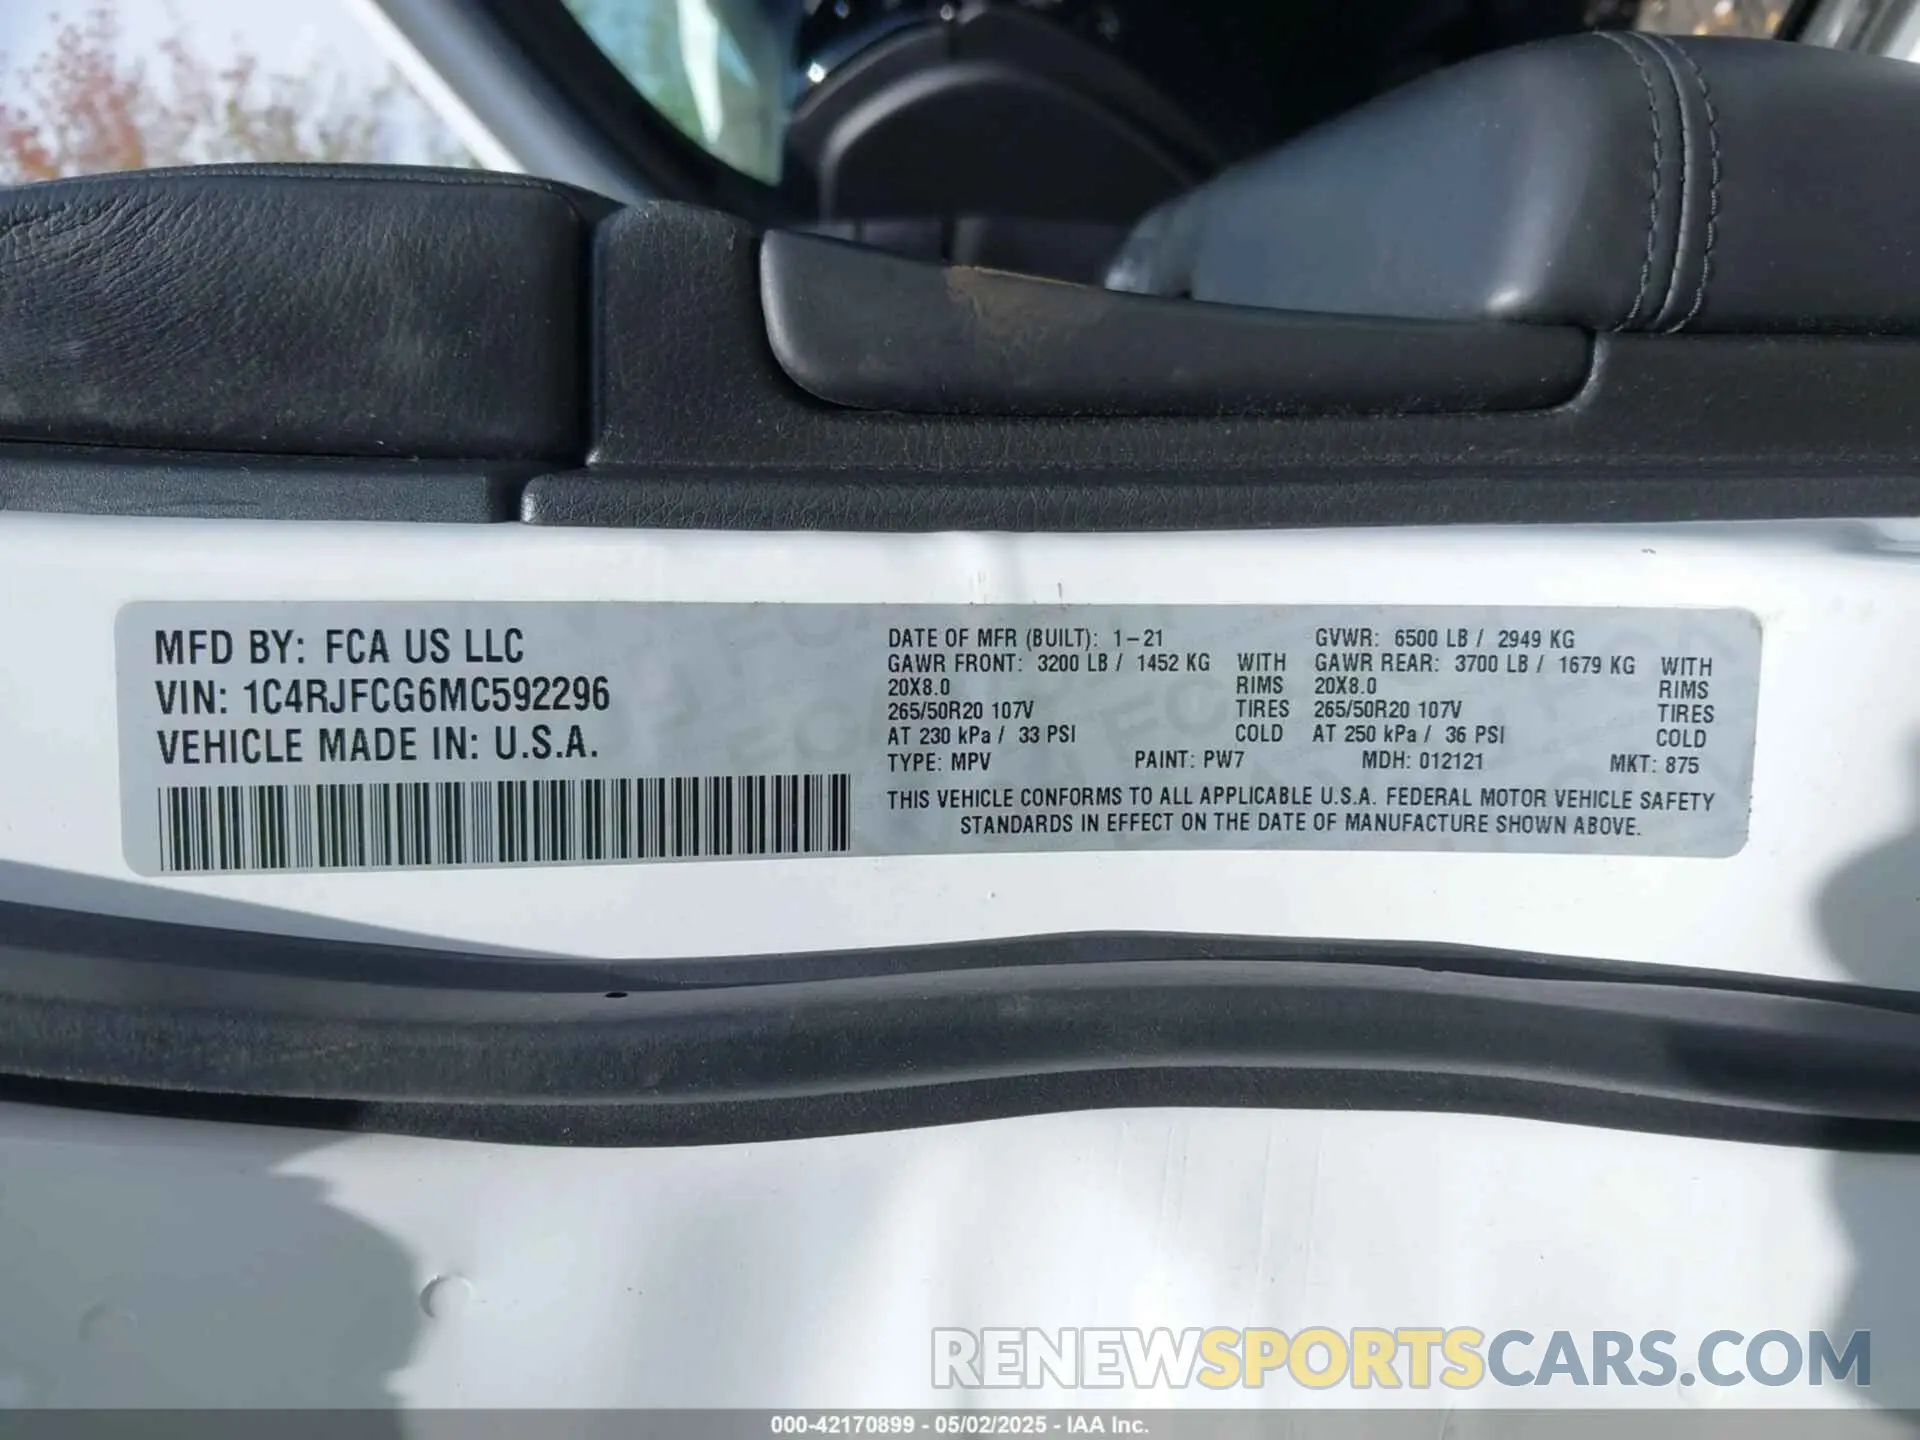 MFD BY: FCA US LLC
VIN: 1C4RJFCG6MC592296
VEHICLE MADE IN: U.S.A.
DATE OF MFR (BUILT): 1-21 GVWR: 6500 LB / 2949 KG
GAWR FRONT: 3200 LB / 1452 KG WITH GAWR REAR: 3700 LB / 1679 KG WITH
20X8.0 RIMS 20X8.0 RIMS
265/50R20 107V TIRES 265/50R20 107V TIRES
AT 230 kPa / 33 PSI COLD AT 250 kPa / 36 PSI COLD
TYPE: MPV PAINT: PW7 MDH: 012121 MKT: 875
THIS VEHICLE CONFORMS TO ALL APPLICABLE U.S.A. FEDERAL MOTOR VEHICLE SAFETY
STANDARDS IN EFFECT ON THE DATE OF MANUFACTURE SHOWN ABOVE.
RENEWSPORTSCARS.COM
000-42170899 - 05/02/2025 - IAA Inc.